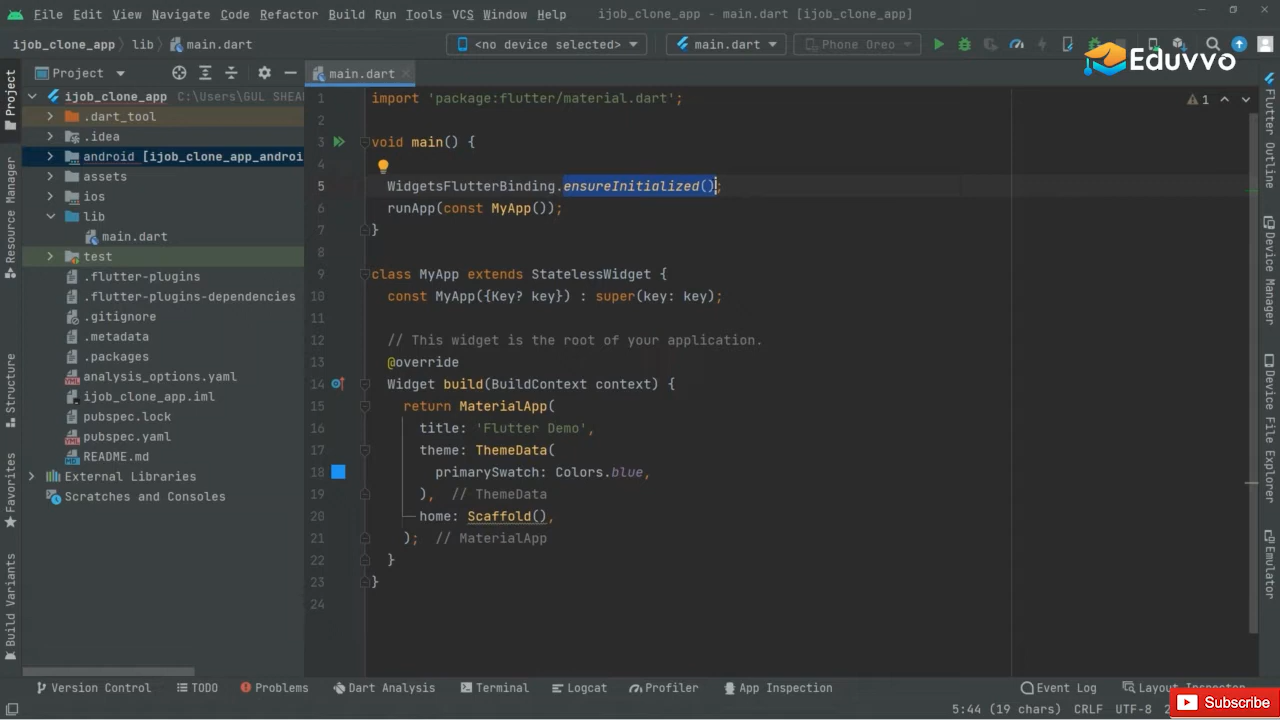 File Edit View Navigate Code Refactor Build Run Tools VCS Window Help ijob_clone_app - main.dart [ijob_clone_app]
ijob_clone_app lib main.dart <no device selected> main.dart Phone Oreo
Eduvvo
Project main.dart
ijob_clone_app C:\Users\GUL SHEA
.dart_tool
.idea
android [ijob_clone_app_androi
assets
ios
lib
main.dart
test
.flutter-plugins
.flutter-plugins-dependencies
.gitignore
.metadata
.packages
analysis_options.yaml
ijob_clone_app.iml
pubspec.lock
pubspec.yaml
README.md
External Libraries
Scratches and Consoles
Project
Resource Manager
Structure
Favorites
Build Variants
1 import 'package:flutter/material.dart';
2
3 void main() {
4
5 WidgetsFlutterBinding.ensureInitialized();
6 runApp(const MyApp());
7 }
8
9 class MyApp extends StatelessWidget {
10 const MyApp({Key? key}) : super(key: key);
11
12 // This widget is the root of your application.
13 @override
14 Widget build(BuildContext context) {
15 return MaterialApp(
16 title: 'Flutter Demo',
17 theme: ThemeData(
18 primarySwatch: Colors.blue,
19 ), // ThemeData
20 home: Scaffold(),
21 ); // MaterialApp
22 }
23 }
24
1
Flutter Outline
Device Manager
Device File Explorer
Emulator
Version Control TODO Problems Dart Analysis Terminal Logcat Profiler App Inspection Event Log Layout Inspector
5:44 (19 chars) CRLF UTF-8
Subscribe